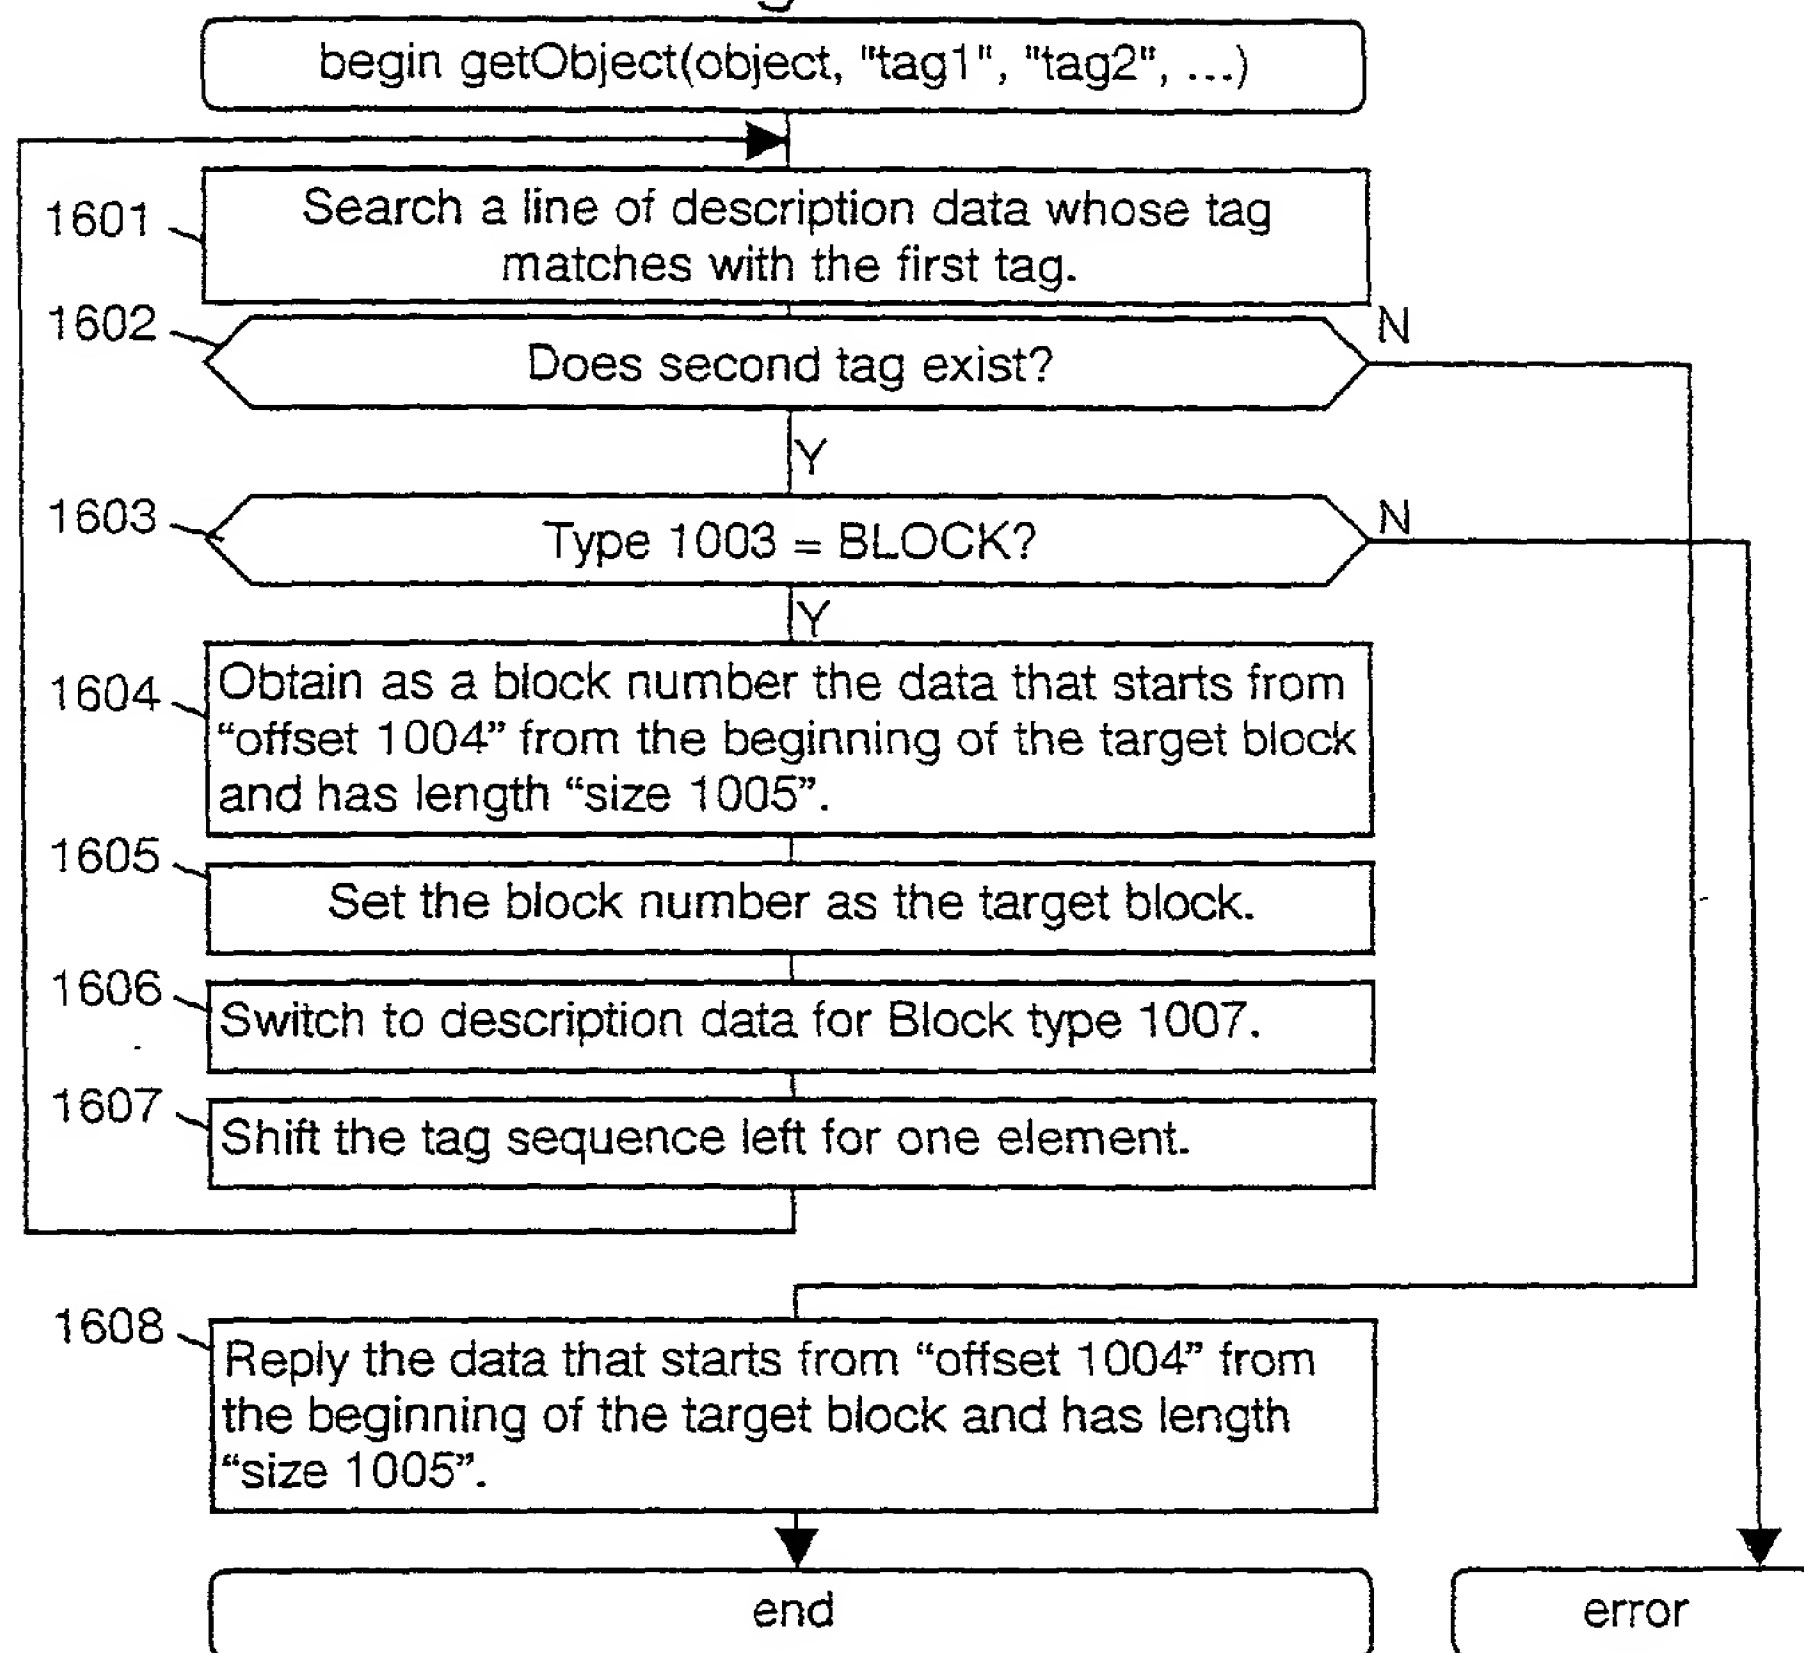 begin getObject(object, "tag1", "tag2", ...)
1601
Search a line of description data whose tag
matches with the first tag.
1602
Does second tag exist?
N
Y
1603
Type 1003 = BLOCK?
N
Y
1604
Obtain as a block number the data that starts from
“offset 1004” from the beginning of the target block
and has length “size 1005”.
1605
Set the block number as the target block.
1606
Switch to description data for Block type 1007.
1607
Shift the tag sequence left for one element.
1608
Reply the data that starts from “offset 1004” from
the beginning of the target block and has length
“size 1005”.
end
error